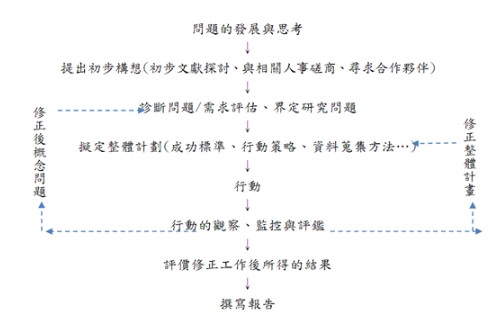 問題的發展與思考
↓
提出初步構想(初步文獻探討、與相關人事磋商、尋求合作夥伴)
↓
診斷問題/需求評估、界定研究問題
↓
擬定整體計劃(成功標準、行動策略、資料蒐集方法…)
↓
行動
↓
行動的觀察、監控與評鑑
↓
評價修正工作後所得的結果
↓
撰寫報告
修正後概念問題
修正整體計畫